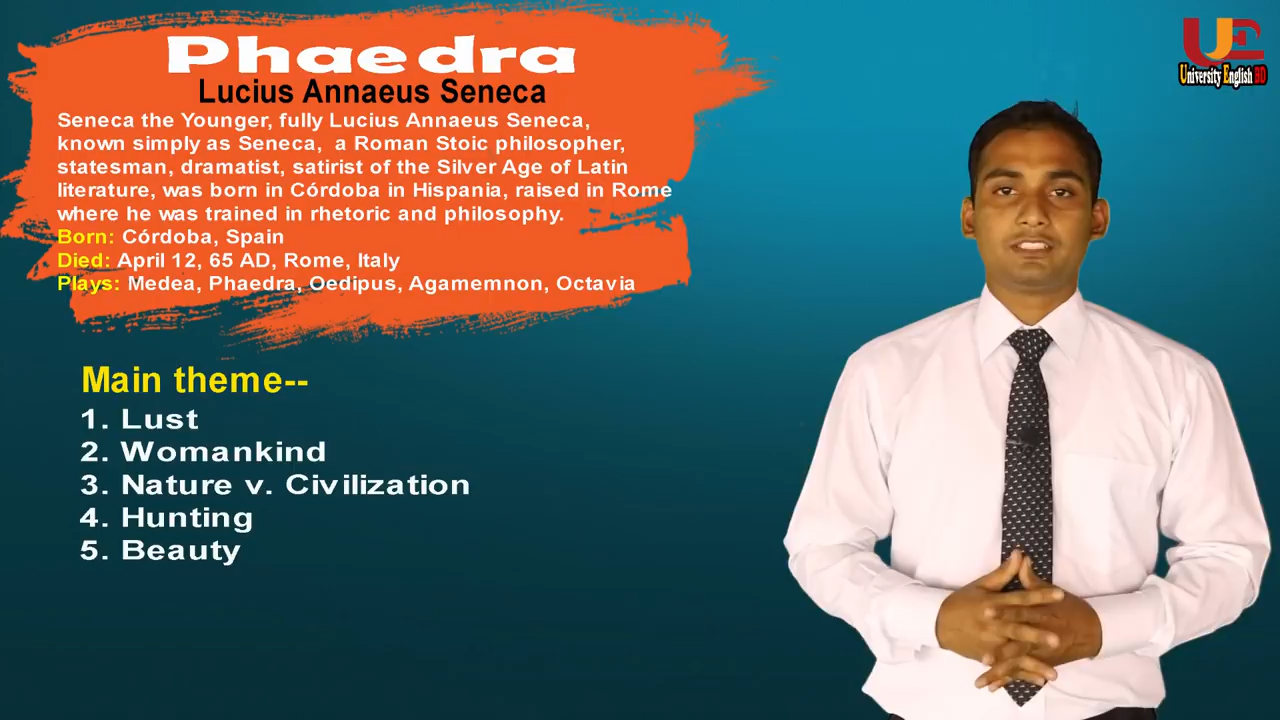 Phaedra
Lucius Annaeus Seneca
Seneca the Younger, fully Lucius Annaeus Seneca,
known simply as Seneca, a Roman Stoic philosopher,
statesman, dramatist, satirist of the Silver Age of Latin
literature, was born in Córdoba in Hispania, raised in Rome
where he was trained in rhetoric and philosophy.
Born: Córdoba, Spain
Died: April 12, 65 AD, Rome, Italy
Plays: Medea, Phaedra, Oedipus, Agamemnon, Octavia
Main theme--
1. Lust
2. Womankind
3. Nature v. Civilization
4. Hunting
5. Beauty
UE
University English BD